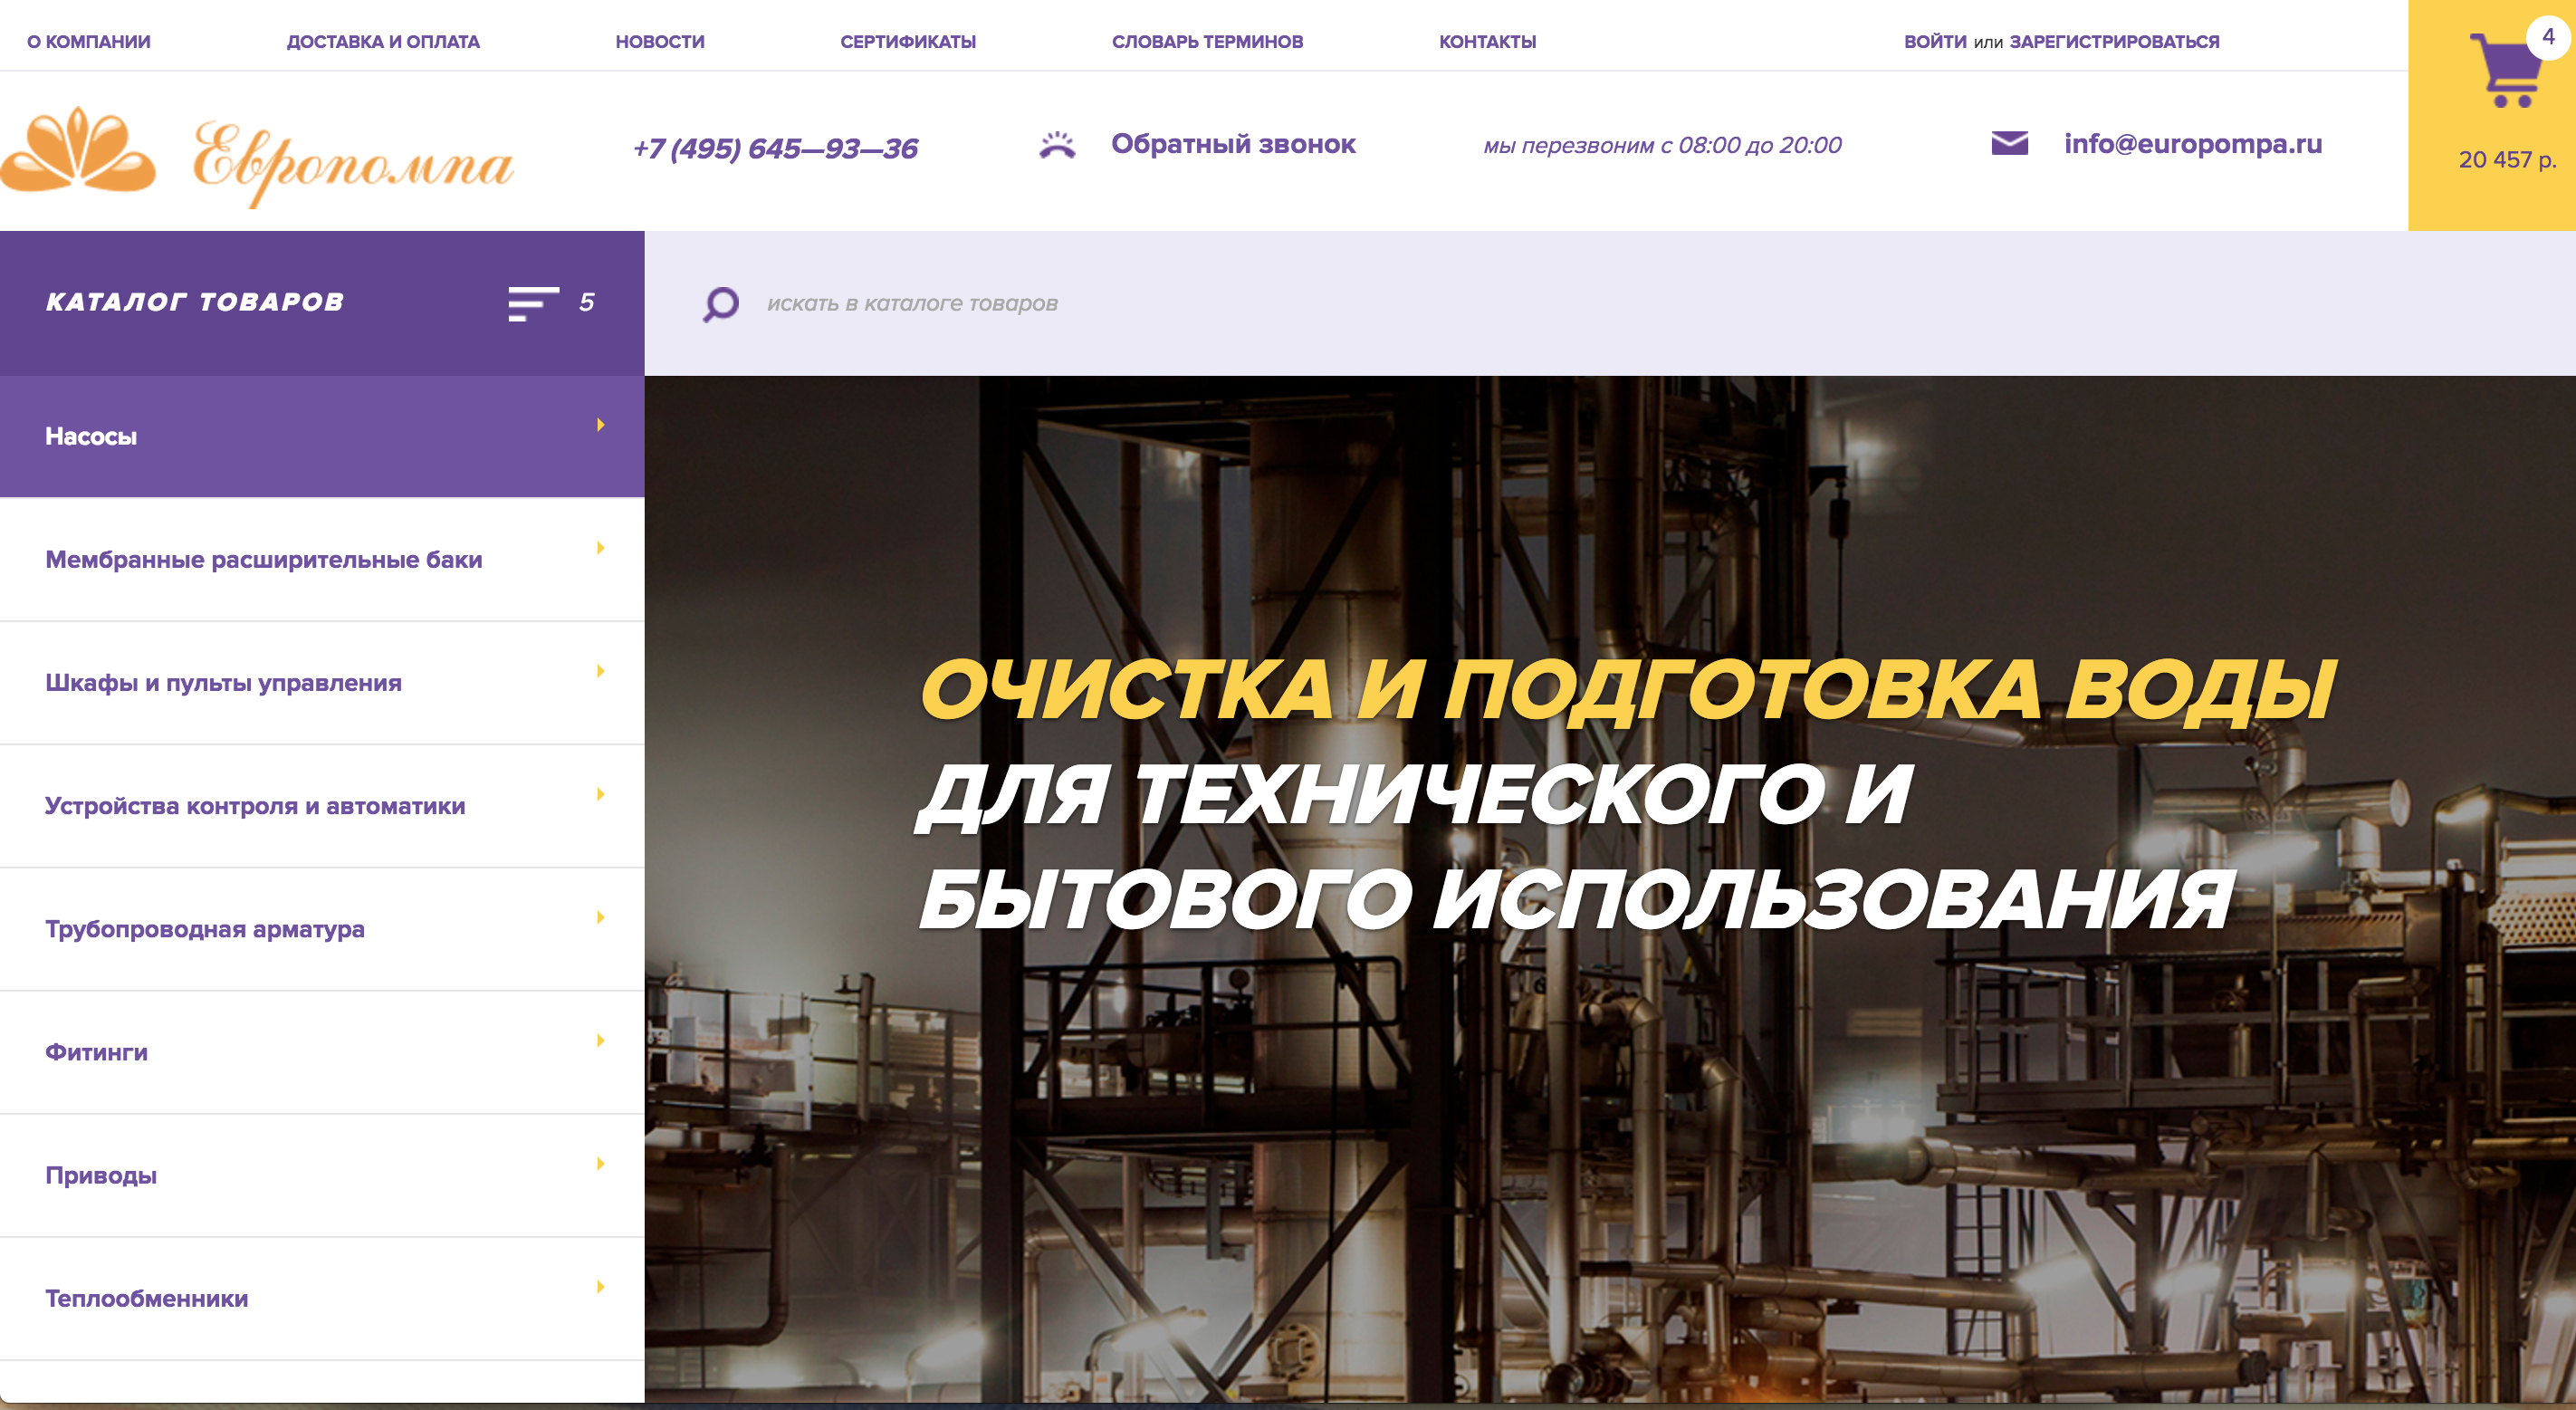 О КОМПАНИИ ДОСТАВКА И ОПЛАТА НОВОСТИ СЕРТИФИКАТЫ СЛОВАРЬ ТЕРМИНОВ КОНТАКТЫ ВОЙТИ или ЗАРЕГИСТРИРОВАТЬСЯ 4
Европомпа +7 (495) 645—93—36 Обратный звонок мы перезвоним с 08:00 до 20:00 info@europompa.ru 20 457 р.
КАТАЛОГ ТОВАРОВ 5 искать в каталоге товаров
Насосы
Мембранные расширительные баки
Шкафы и пульты управления
Устройства контроля и автоматики
Трубопроводная арматура
Фитинги
Приводы
Теплообменники
ОЧИСТКА И ПОДГОТОВКА ВОДЫ
ДЛЯ ТЕХНИЧЕСКОГО И
БЫТОВОГО ИСПОЛЬЗОВАНИЯ